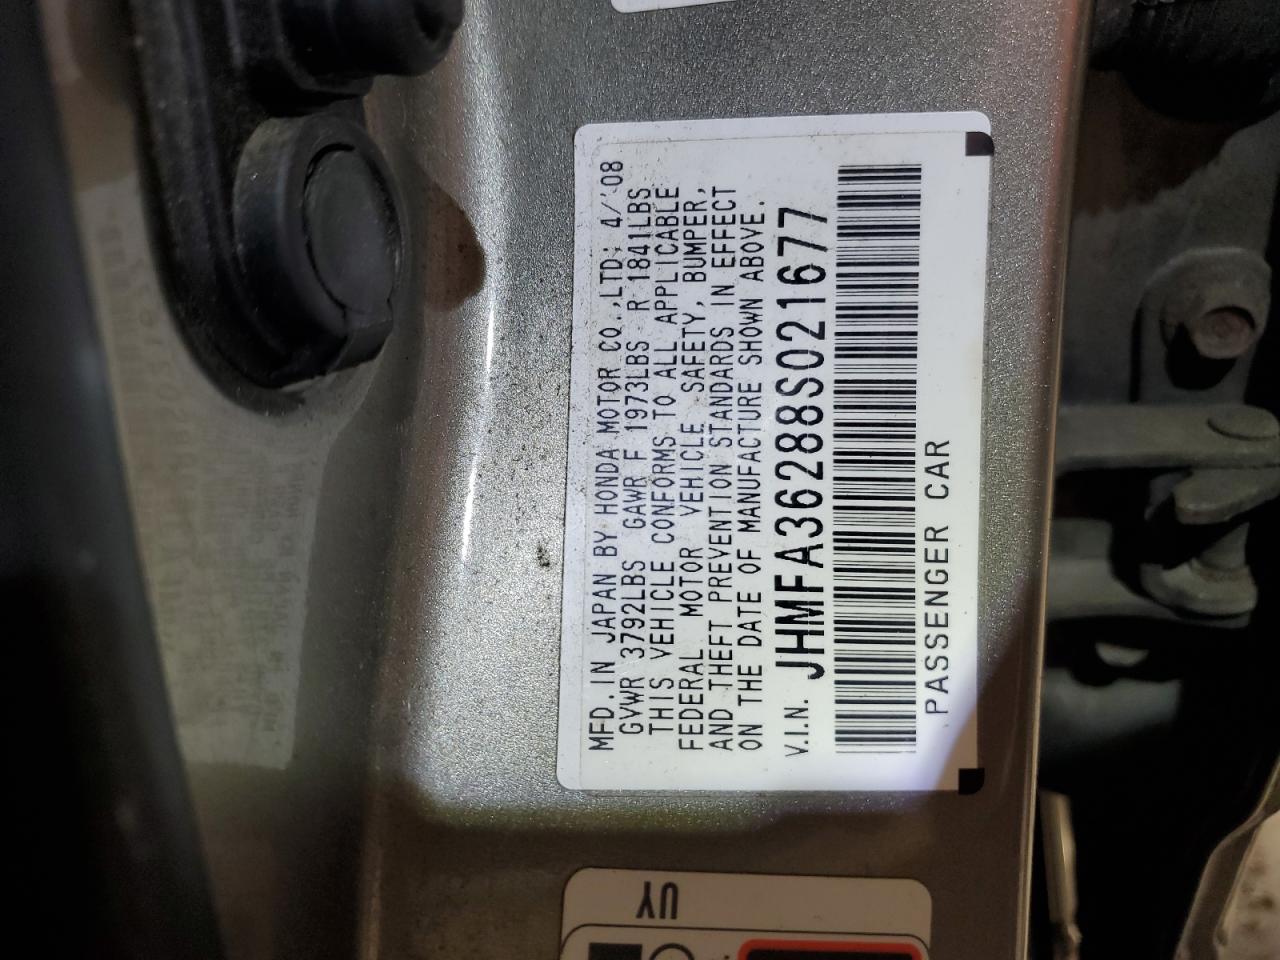 MFD. IN JAPAN BY HONDA MOTOR CO.,LTD; 4/'08
GVWR 3792LBS GAWR F 1973LBS R 1841LBS
THIS VEHICLE CONFORMS TO ALL APPLICABLE
FEDERAL MOTOR VEHICLE SAFETY, BUMPER,
AND THEFT PREVENTION STANDARDS IN EFFECT
ON THE DATE OF MANUFACTURE SHOWN ABOVE.
V.I.N. JHMFA36288S021677
PASSENGER CAR
UY